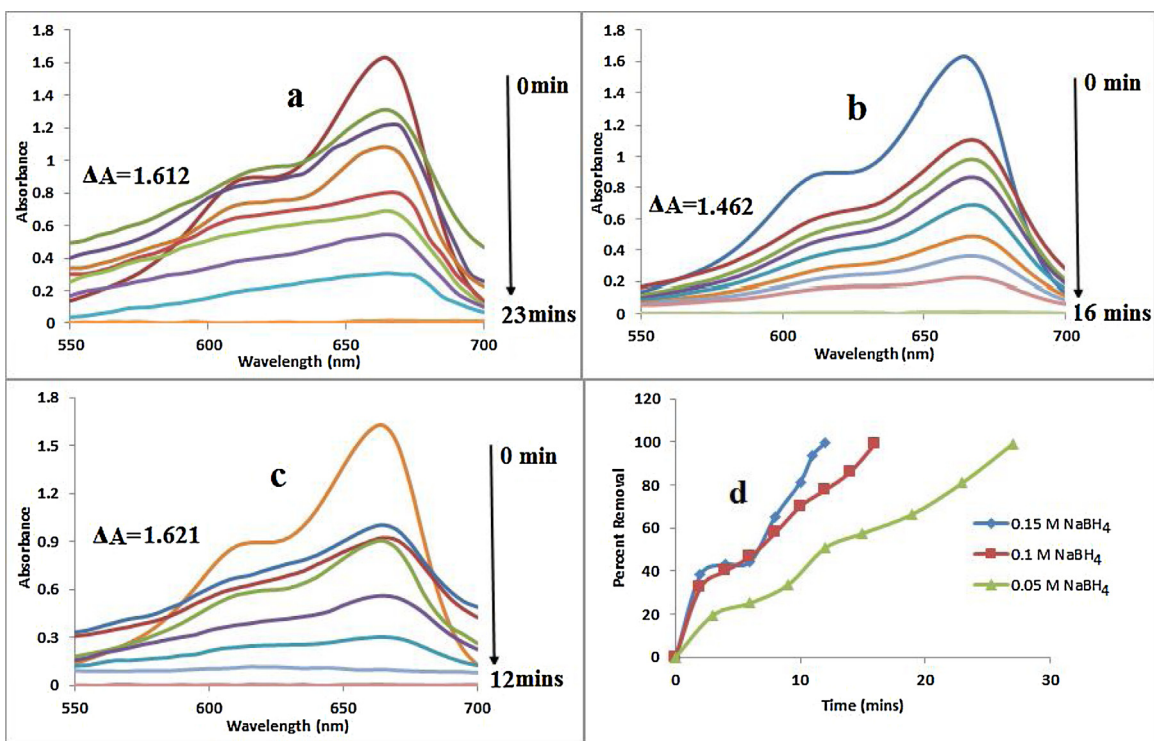 1.8
1.6
1.4
1.2
1
0.8
0.6
0.4
0.2
0
550
600
650
700
Absorbance
Wavelength (nm)
a
ΔA=1.612
0min
23mins
1.8
1.6
1.4
1.2
1
0.8
0.6
0.4
0.2
0
550
600
650
700
Absorbance
Wavelength (nm)
b
ΔA=1.462
0 min
16 mins
1.8
1.5
1.2
0.9
0.6
0.3
0
550
600
650
700
Absorbance
Wavelength (nm)
c
ΔA=1.621
0 min
12mins
120
100
80
60
40
20
0
0
10
20
30
Percent Removal
Time (mins)
d
0.15 M NaBH4
0.1 M NaBH4
0.05 M NaBH4